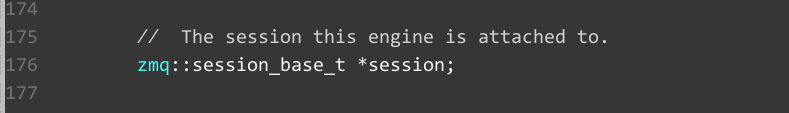 174
175 //  The session this engine is attached to.
176 zmq::session_base_t *session;
177